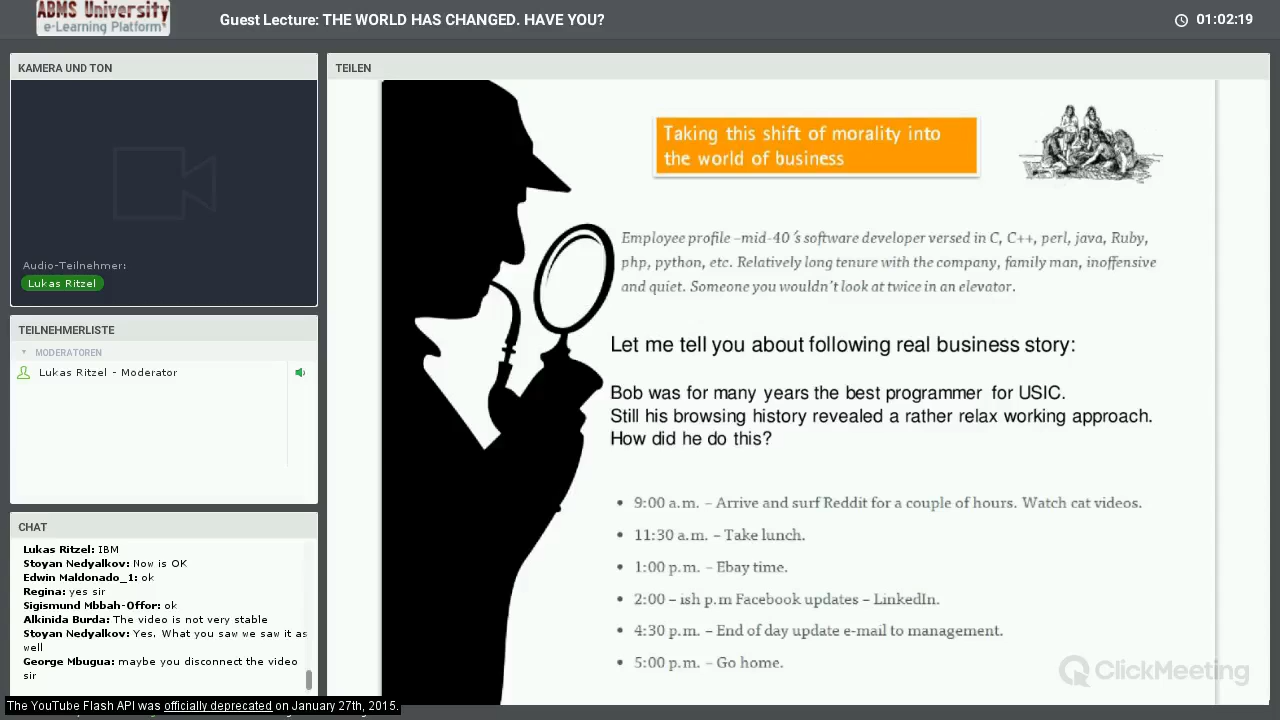 ABMS University
e-Learning Platform
Guest Lecture: THE WORLD HAS CHANGED. HAVE YOU?
01:02:19
KAMERA UND TON
Audio-Teilnehmer:
Lukas Ritzel
TEILNEHMERLISTE
MODERATOREN
Lukas Ritzel - Moderator
CHAT
Lukas Ritzel: IBM
Stoyan Nedyalkov: Now is OK
Edwin Maldonado_1: ok
Regina: yes sir
Sigismund Mbbah-Offor: ok
Alkinida Burda: The video is not very stable
Stoyan Nedyalkov: Yes. What you saw we saw it as
well
George Mbugua: maybe you disconnect the video
sir
The YouTube Flash API was officially deprecated on January 27th, 2015.
TEILEN
Taking this shift of morality into
the world of business
Employee profile –mid-40´s software developer versed in C, C++, perl, java, Ruby,
php, python, etc. Relatively long tenure with the company, family man, inoffensive
and quiet. Someone you wouldn't look at twice in an elevator.
Let me tell you about following real business story:
Bob was for many years the best programmer for USIC.
Still his browsing history revealed a rather relax working approach.
How did he do this?
• 9:00 a.m. – Arrive and surf Reddit for a couple of hours. Watch cat videos.
• 11:30 a.m. – Take lunch.
• 1:00 p.m. – Ebay time.
• 2:00 – ish p.m Facebook updates – LinkedIn.
• 4:30 p.m. – End of day update e-mail to management.
• 5:00 p.m. – Go home.
ClickMeeting